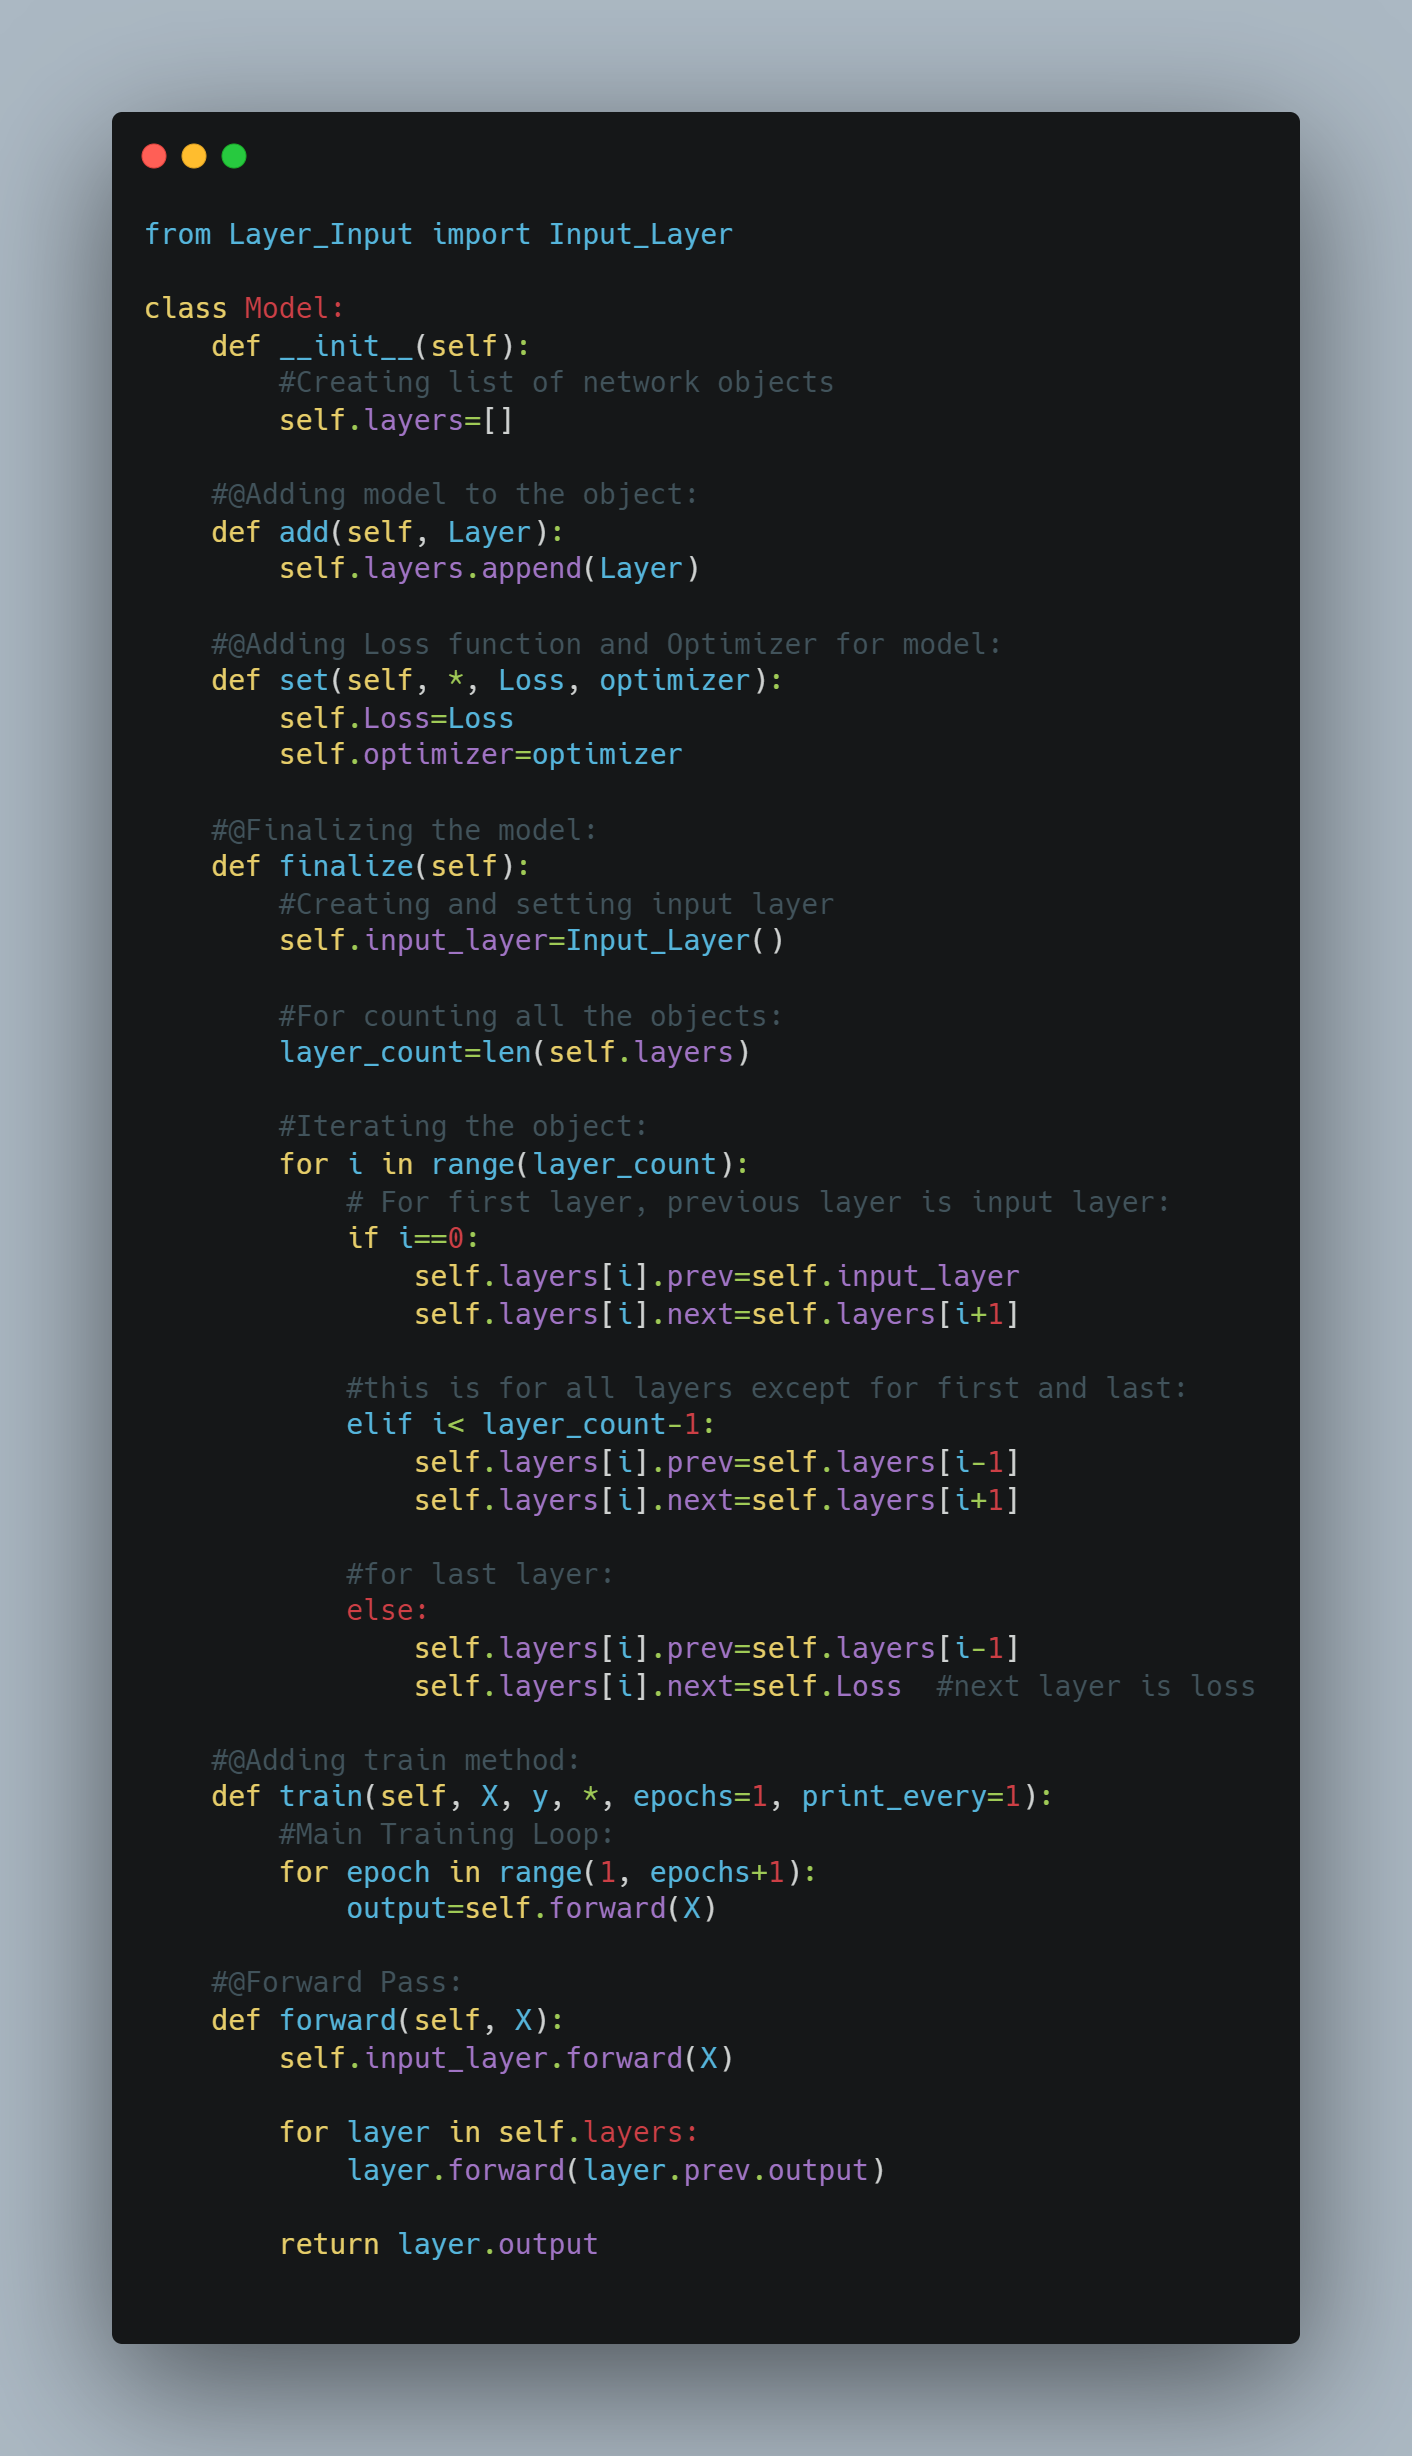 from Layer_Input import Input_Layer

class Model:
    def __init__(self):
        #Creating list of network objects
        self.layers=[]

    #@Adding model to the object:
    def add(self, Layer):
        self.layers.append(Layer)

    #@Adding Loss function and Optimizer for model:
    def set(self, *, Loss, optimizer):
        self.Loss=Loss
        self.optimizer=optimizer

    #@Finalizing the model:
    def finalize(self):
        #Creating and setting input layer
        self.input_layer=Input_Layer()

        #For counting all the objects:
        layer_count=len(self.layers)

        #Iterating the object:
        for i in range(layer_count):
            # For first layer, previous layer is input layer:
            if i==0:
                self.layers[i].prev=self.input_layer
                self.layers[i].next=self.layers[i+1]

            #this is for all layers except for first and last:
            elif i< layer_count-1:
                self.layers[i].prev=self.layers[i-1]
                self.layers[i].next=self.layers[i+1]

            #for last layer:
            else:
                self.layers[i].prev=self.layers[i-1]
                self.layers[i].next=self.Loss  #next layer is loss

    #@Adding train method:
    def train(self, X, y, *, epochs=1, print_every=1):
        #Main Training Loop:
        for epoch in range(1, epochs+1):
            output=self.forward(X)

    #@Forward Pass:
    def forward(self, X):
        self.input_layer.forward(X)

        for layer in self.layers:
            layer.forward(layer.prev.output)

        return layer.output